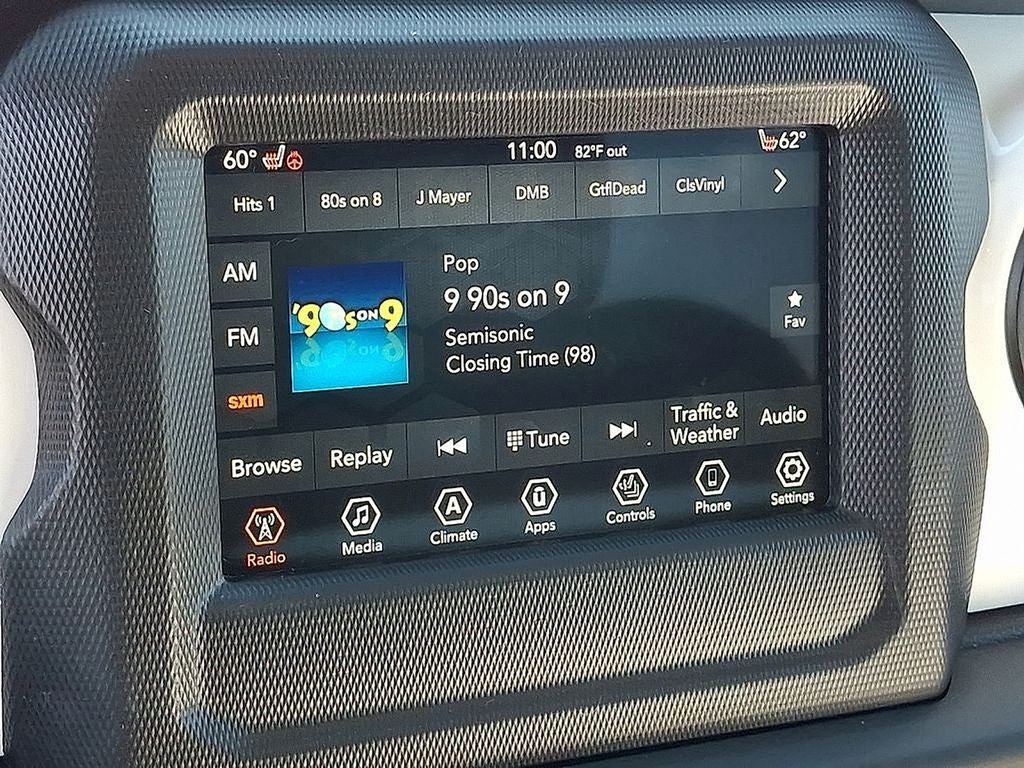 60° 11:00 82°F out 62°
Hits 1 80s on 8 J Mayer DMB GtflDead ClsVinyl
AM
FM
sxm
'90s ON 9
Pop
9 90s on 9
Semisonic
Closing Time (98)
Fav
Browse Replay Tune Traffic &
Weather Audio
Radio Media A Climate ū Apps Controls Phone Settings